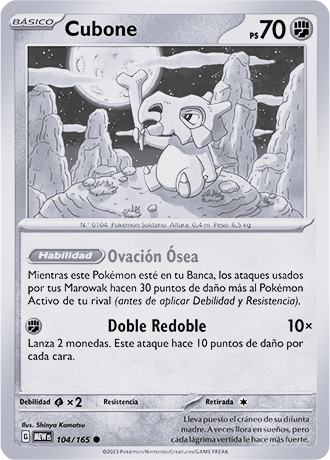 BÁSICO
Cubone
PS 70
N.º 0104 Pokémon Solitario Altura: 0,4 m Peso: 6,5 kg
Habilidad Ovación Ósea
Mientras este Pokémon esté en tu Banca, los ataques usados
por tus Marowak hacen 30 puntos de daño más al Pokémon
Activo de tu rival (antes de aplicar Debilidad y Resistencia).
Doble Redoble 10×
Lanza 2 monedas. Este ataque hace 10 puntos de daño por
cada cara.
Debilidad ×2 Resistencia Retirada
Ilus. Shinya Komatsu
G MEW ES 104/165
Lleva puesto el cráneo de su difunta
madre. A veces llora en sueños, pero
cada lágrima vertida le hace más fuerte.
©2023 Pokémon/Nintendo/Creatures/GAME FREAK